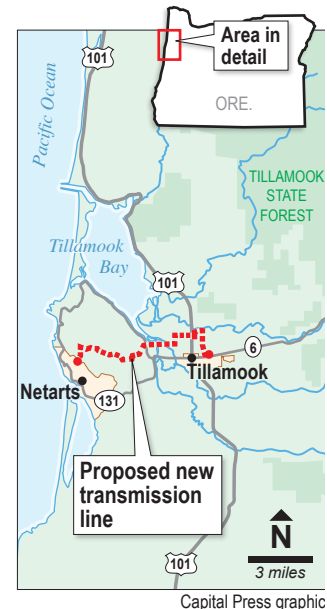 Area in
detail
ORE.
101
Pacific Ocean
TILLAMOOK
STATE
FOREST
Tillamook
Bay
101
6
Netarts
Tillamook
131
Proposed new
transmission
line
101
N
3 miles
Capital Press graphic